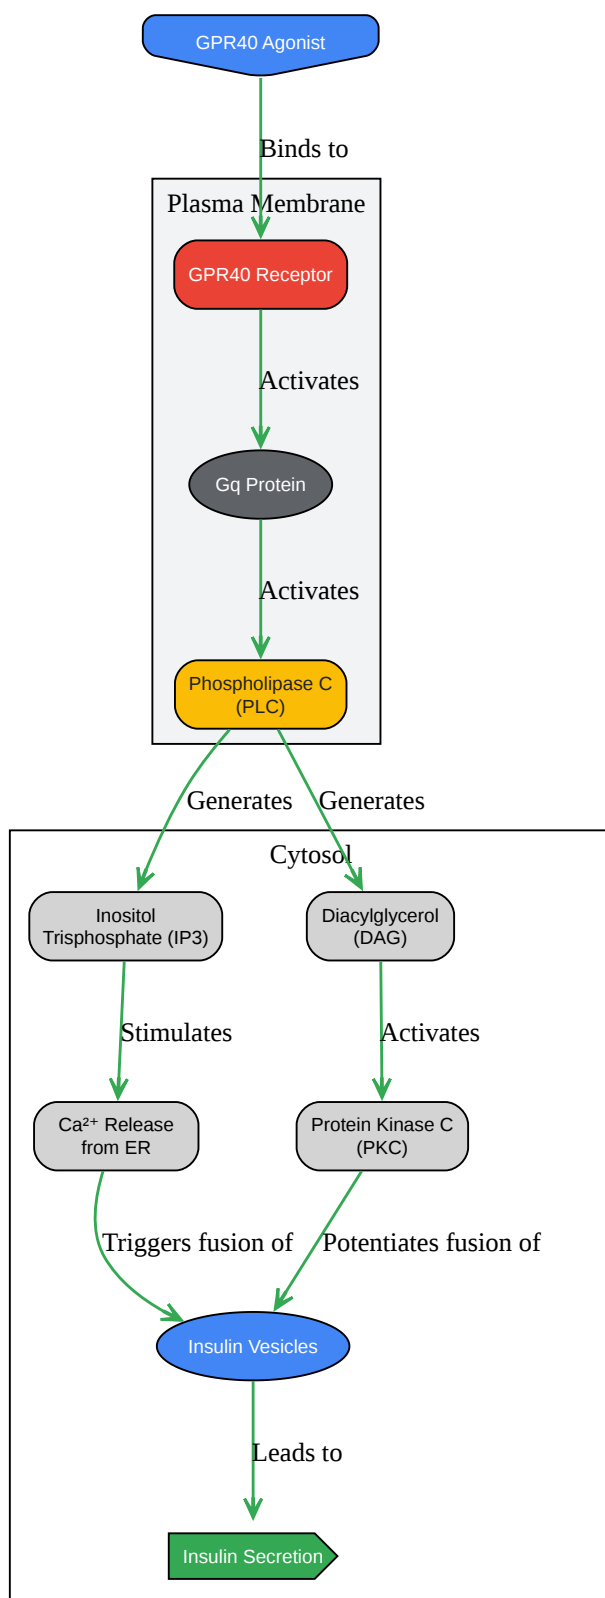 GPR40 Agonist
Binds to
Plasma Membrane
GPR40 Receptor
Activates
Gq Protein
Activates
Phospholipase C
(PLC)
Generates
Generates
Cytosol
Inositol
Trisphosphate (IP3)
Diacylglycerol
(DAG)
Stimulates
Activates
Ca²⁺ Release
from ER
Protein Kinase C
(PKC)
Triggers fusion of
Potentiates fusion of
Insulin Vesicles
Leads to
Insulin Secretion